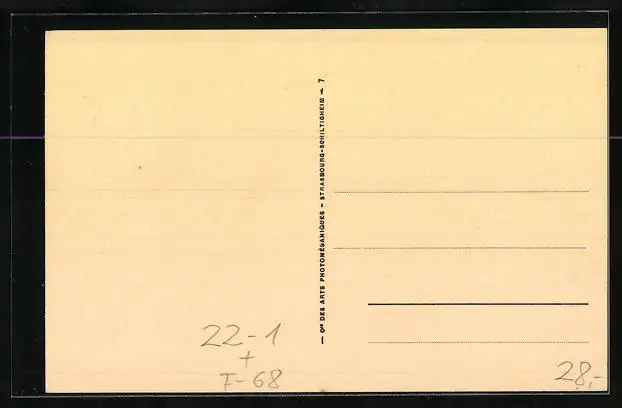 — Cie DES ARTS PHOTOMÉCANIQUES - STRASBOURG-SCHILTIGHEIM — 7
22-1
+
F-68
28,-